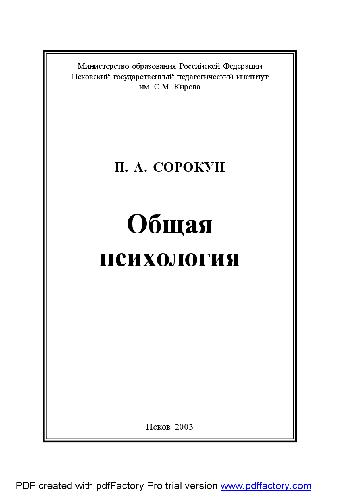 Министерство образования Российской Федерации
Псковский государственный педагогический институт
им. С.М. Кирова
П. А. СОРОКУН
Общая
психология
Псков 2003
PDF created with pdfFactory Pro trial version www.pdffactory.com